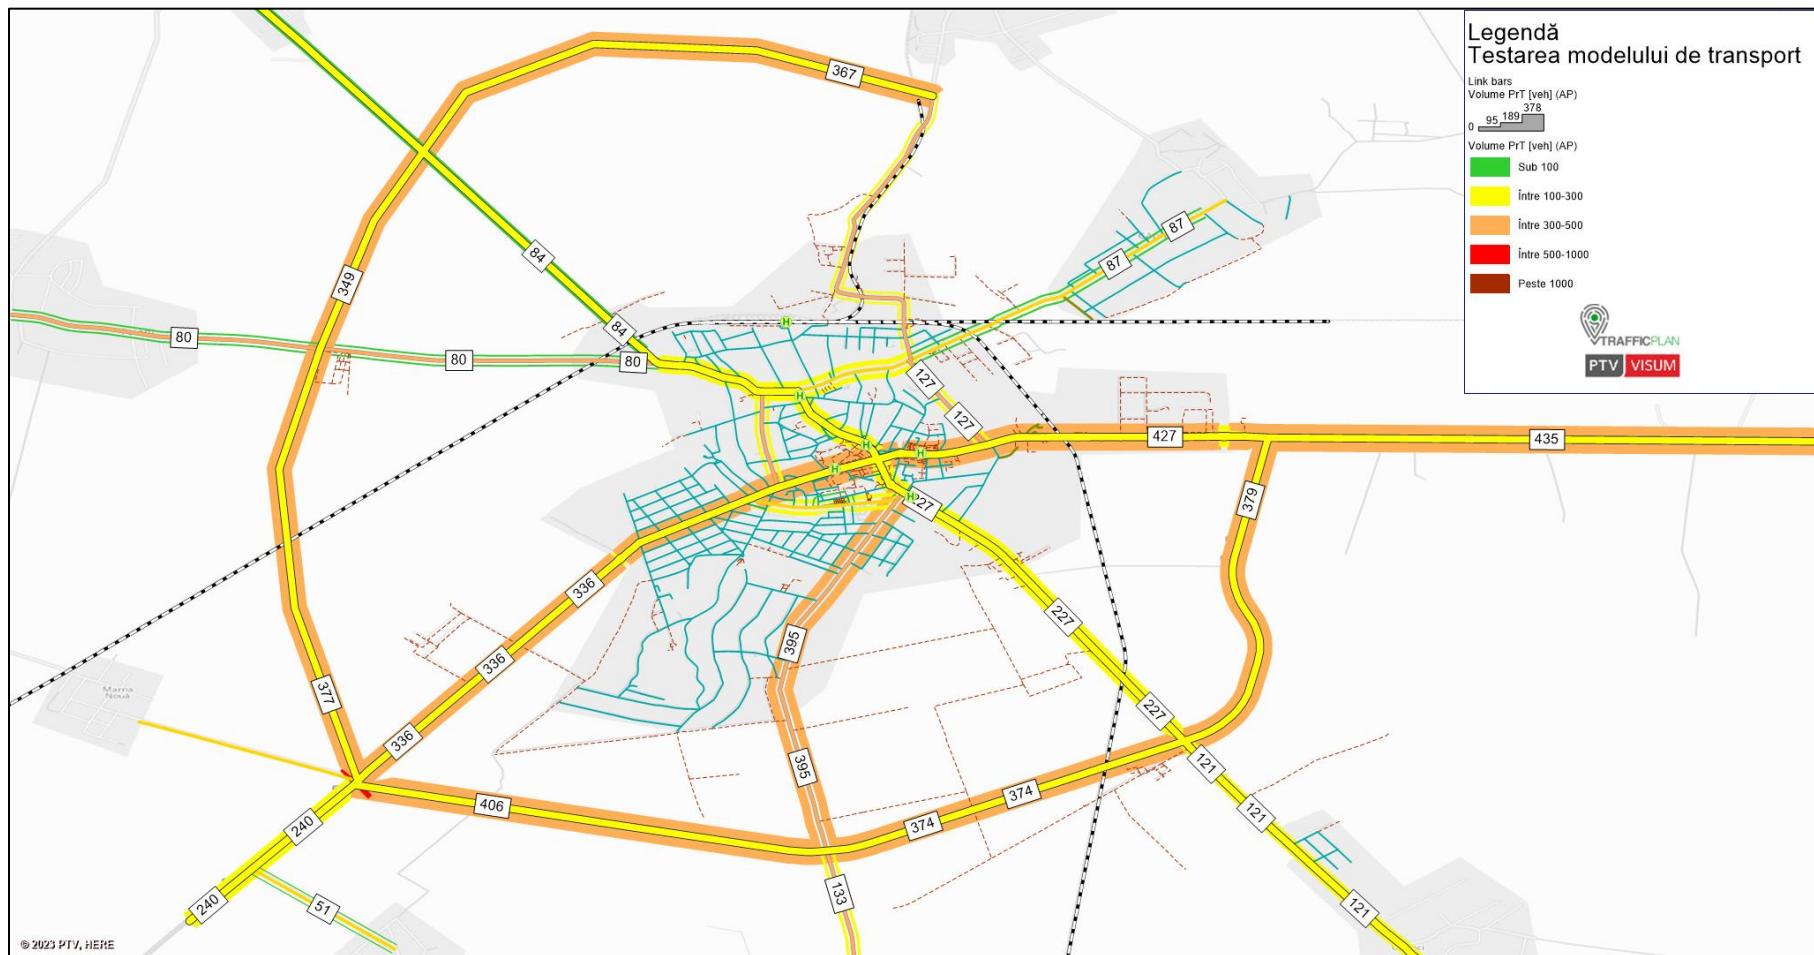 Legendă
Testarea modelului de transport
Link bars
Volume PrT [veh] (AP)
0 95 189 378
Volume PrT [veh] (AP)
Sub 100
Între 100-300
Între 300-500
Între 500-1000
Peste 1000
TRAFFICPLAN
PTV VISUM
367
84
349
87
87
80
84
80
80
127
127
427
435
379
227
336
227
395
336
377
227
336
395
121
406
374
374
121
240
133
240
51
121
Marna
Nouă
H
H
H
H
H
H
© 2023 PTV, HERE